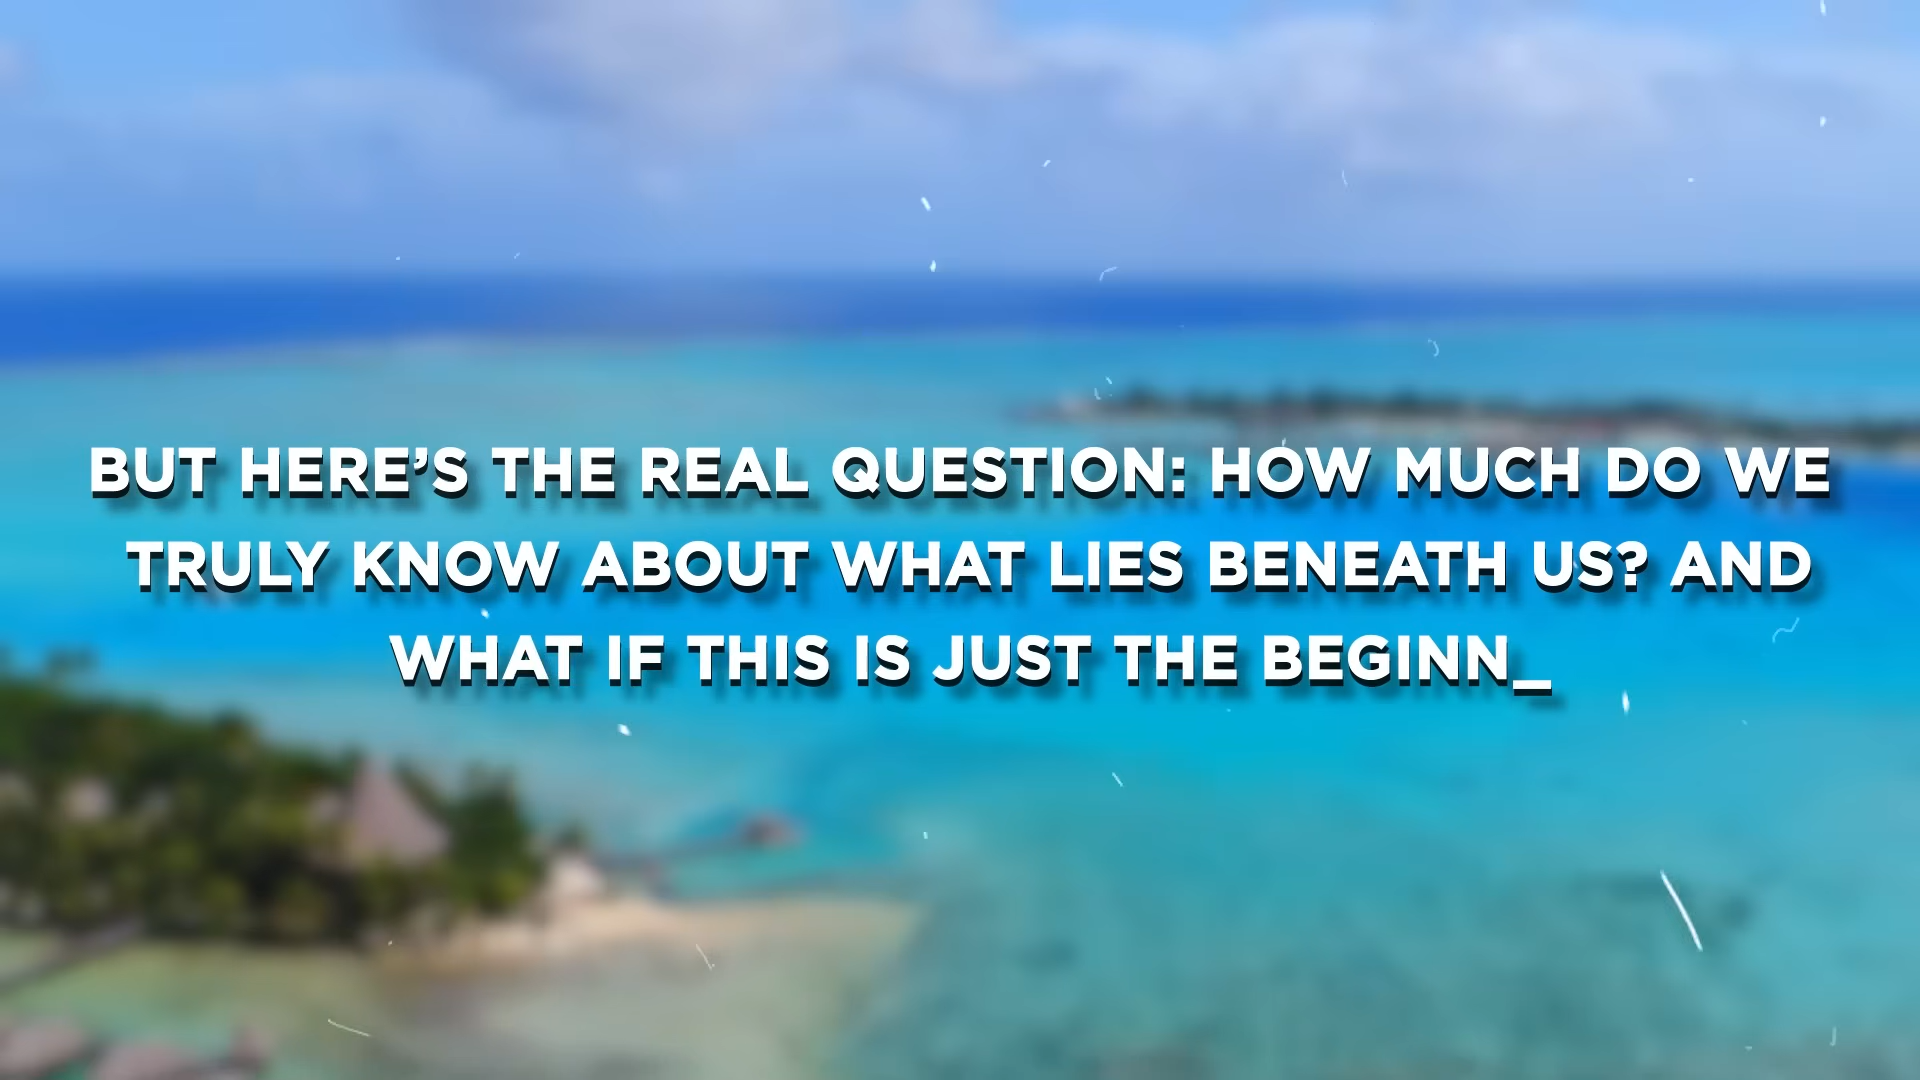 BUT HERE’S THE REAL QUESTION: HOW MUCH DO WE
TRULY KNOW ABOUT WHAT LIES BENEATH US? AND
WHAT IF THIS IS JUST THE BEGINN_